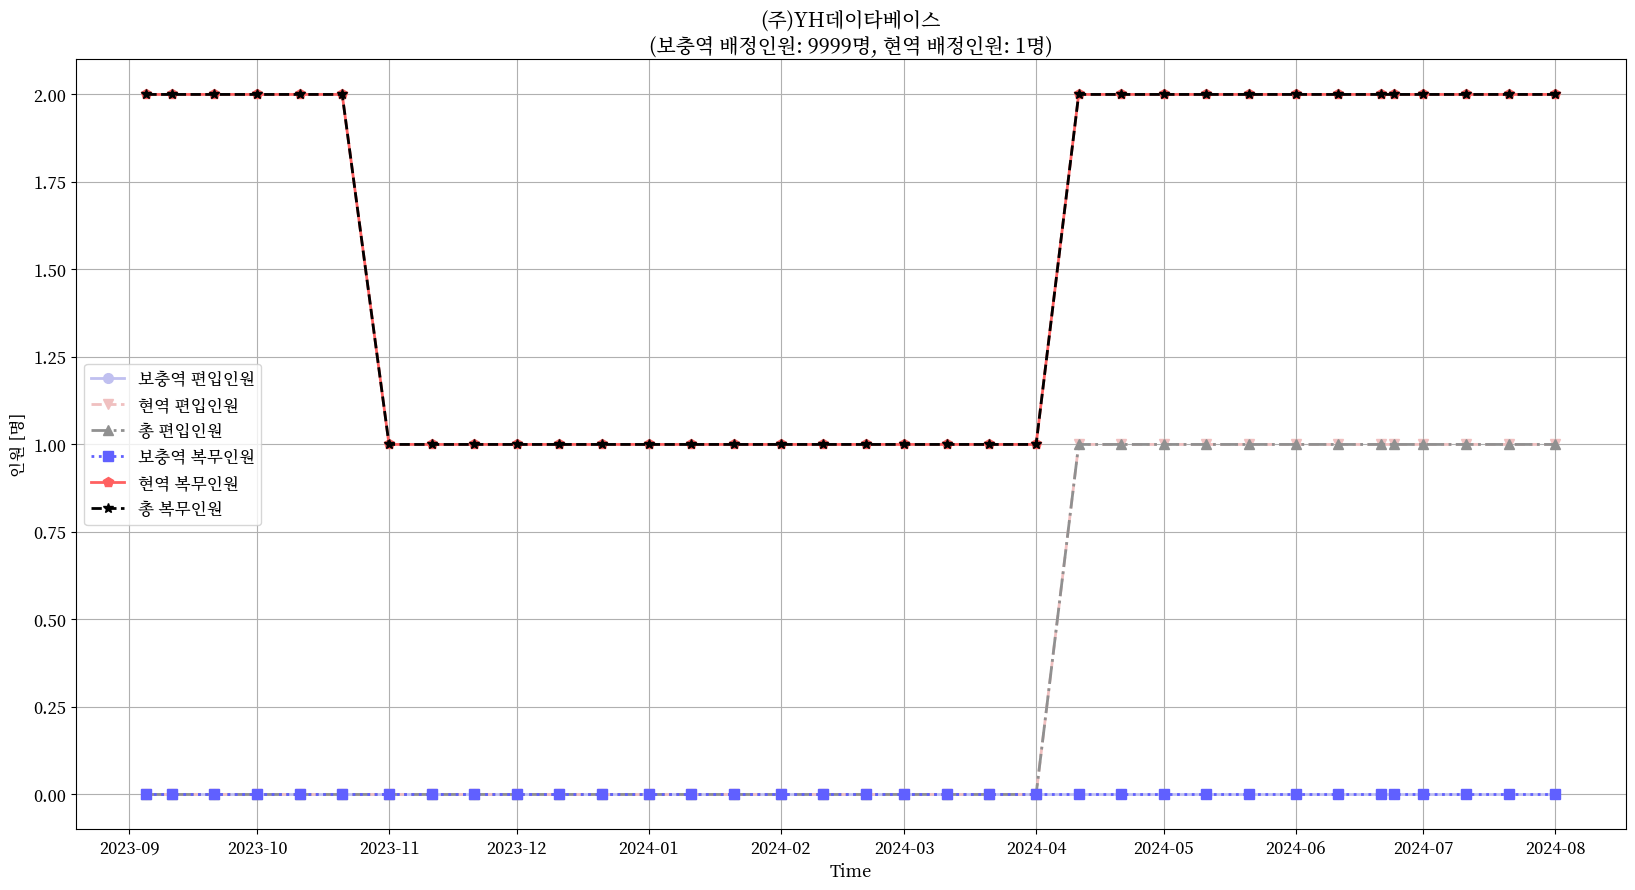 (주)YH데이타베이스
(보충역 배정인원: 9999명, 현역 배정인원: 1명)
2.00
1.75
1.50
1.25
1.00
0.75
0.50
0.25
0.00
인원 [명]
보충역 편입인원
현역 편입인원
총 편입인원
보충역 복무인원
현역 복무인원
총 복무인원
2023-09 2023-10 2023-11 2023-12 2024-01 2024-02 2024-03 2024-04 2024-05 2024-06 2024-07 2024-08
Time